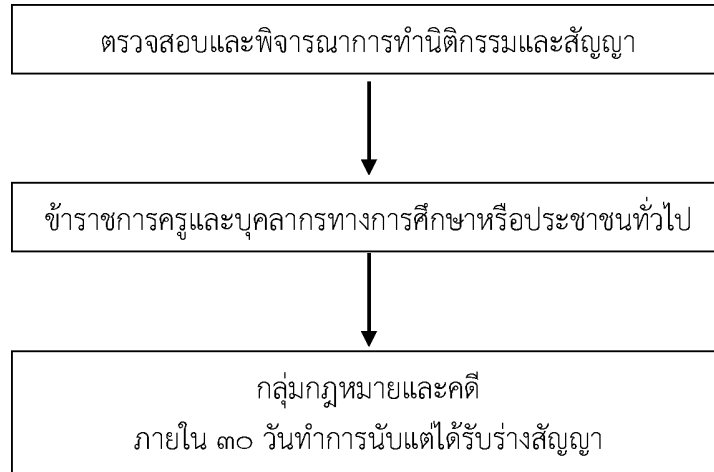 ตรวจสอบและพิจารณาการทำนิติกรรมและสัญญา
ข้าราชการครูและบุคลากรทางการศึกษาหรือประชาชนทั่วไป
กลุ่มกฎหมายและคดี
ภายใน ๓๐ วันทำการนับแต่ได้รับร่างสัญญา